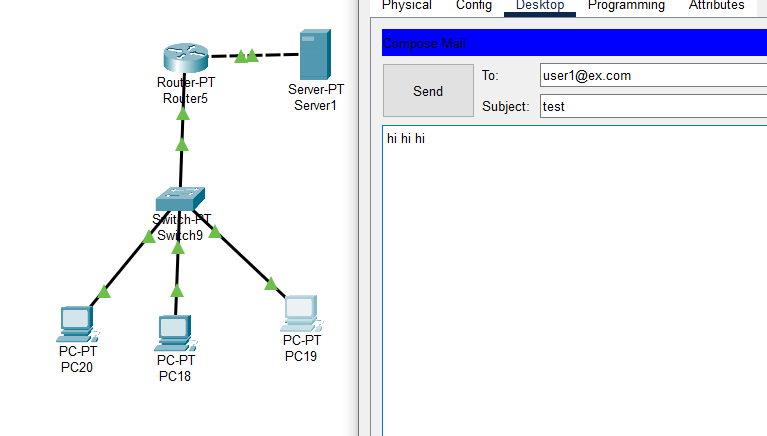 Physical Config Desktop Programming Attributes
Compose Mail
Send
To: user1@ex.com
Subject: test
hi hi hi
Router-PT
Router5
Server-PT
Server1
Switch-PT
Switch9
PC-PT
PC20
PC-PT
PC18
PC-PT
PC19